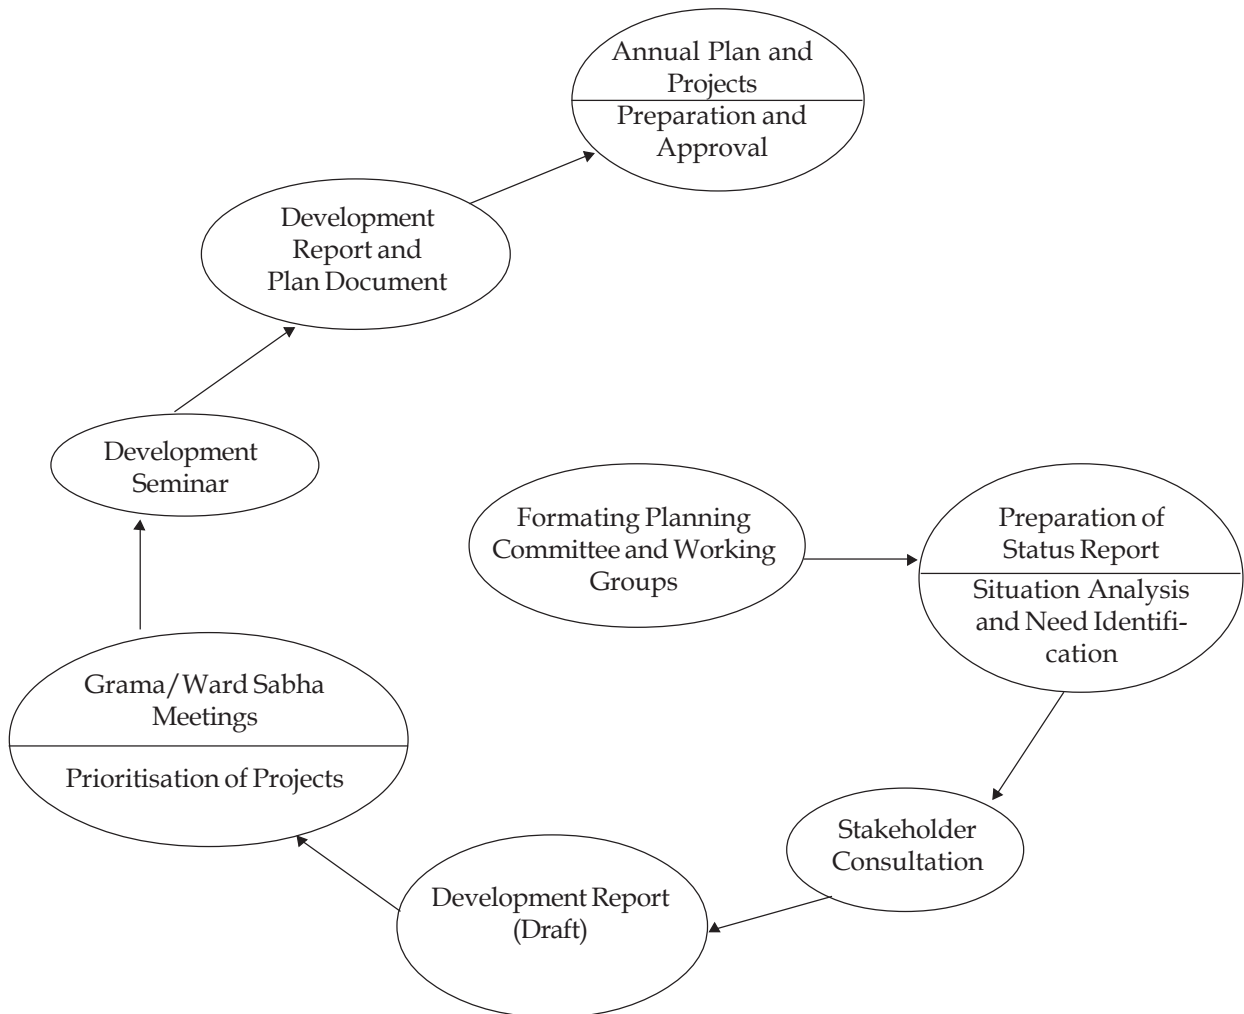 Annual Plan and
Projects
Preparation and
Approval
Development
Report and
Plan Document
Development
Seminar
Formating Planning
Committee and Working
Groups
Preparation of
Status Report
Situation Analysis
and Need Identifi-
cation
Grama/Ward Sabha
Meetings
Prioritisation of Projects
Stakeholder
Consultation
Development Report
(Draft)